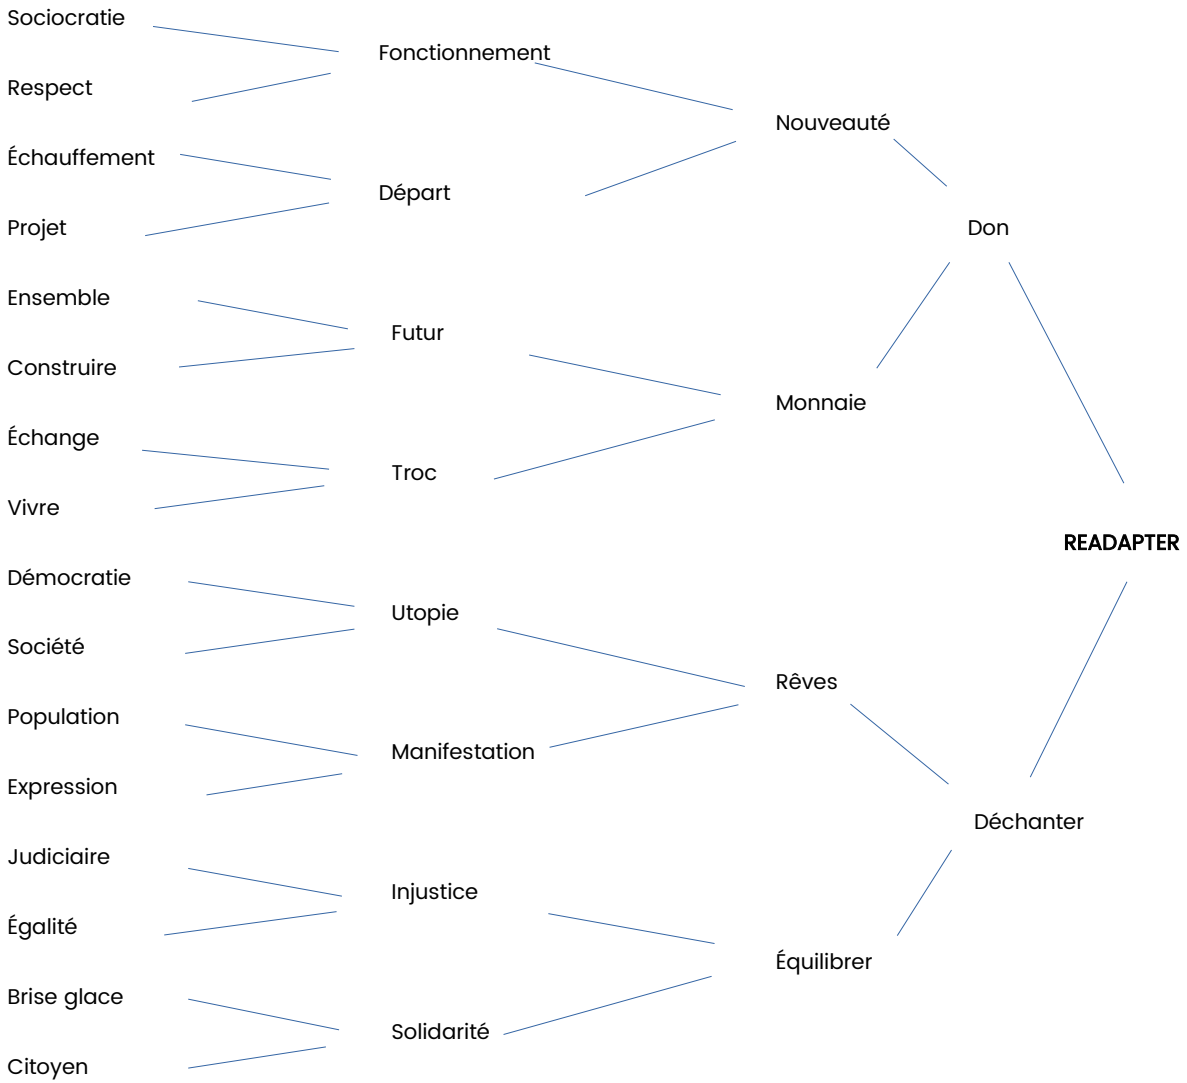 Sociocratie
Fonctionnement
Respect
Nouveauté
Échauffement
Départ
Projet
Don
Ensemble
Futur
Construire
Monnaie
Échange
Troc
Vivre
READAPTER
Démocratie
Utopie
Société
Rêves
Population
Manifestation
Expression
Déchanter
Judiciaire
Injustice
Égalité
Équilibrer
Brise glace
Solidarité
Citoyen